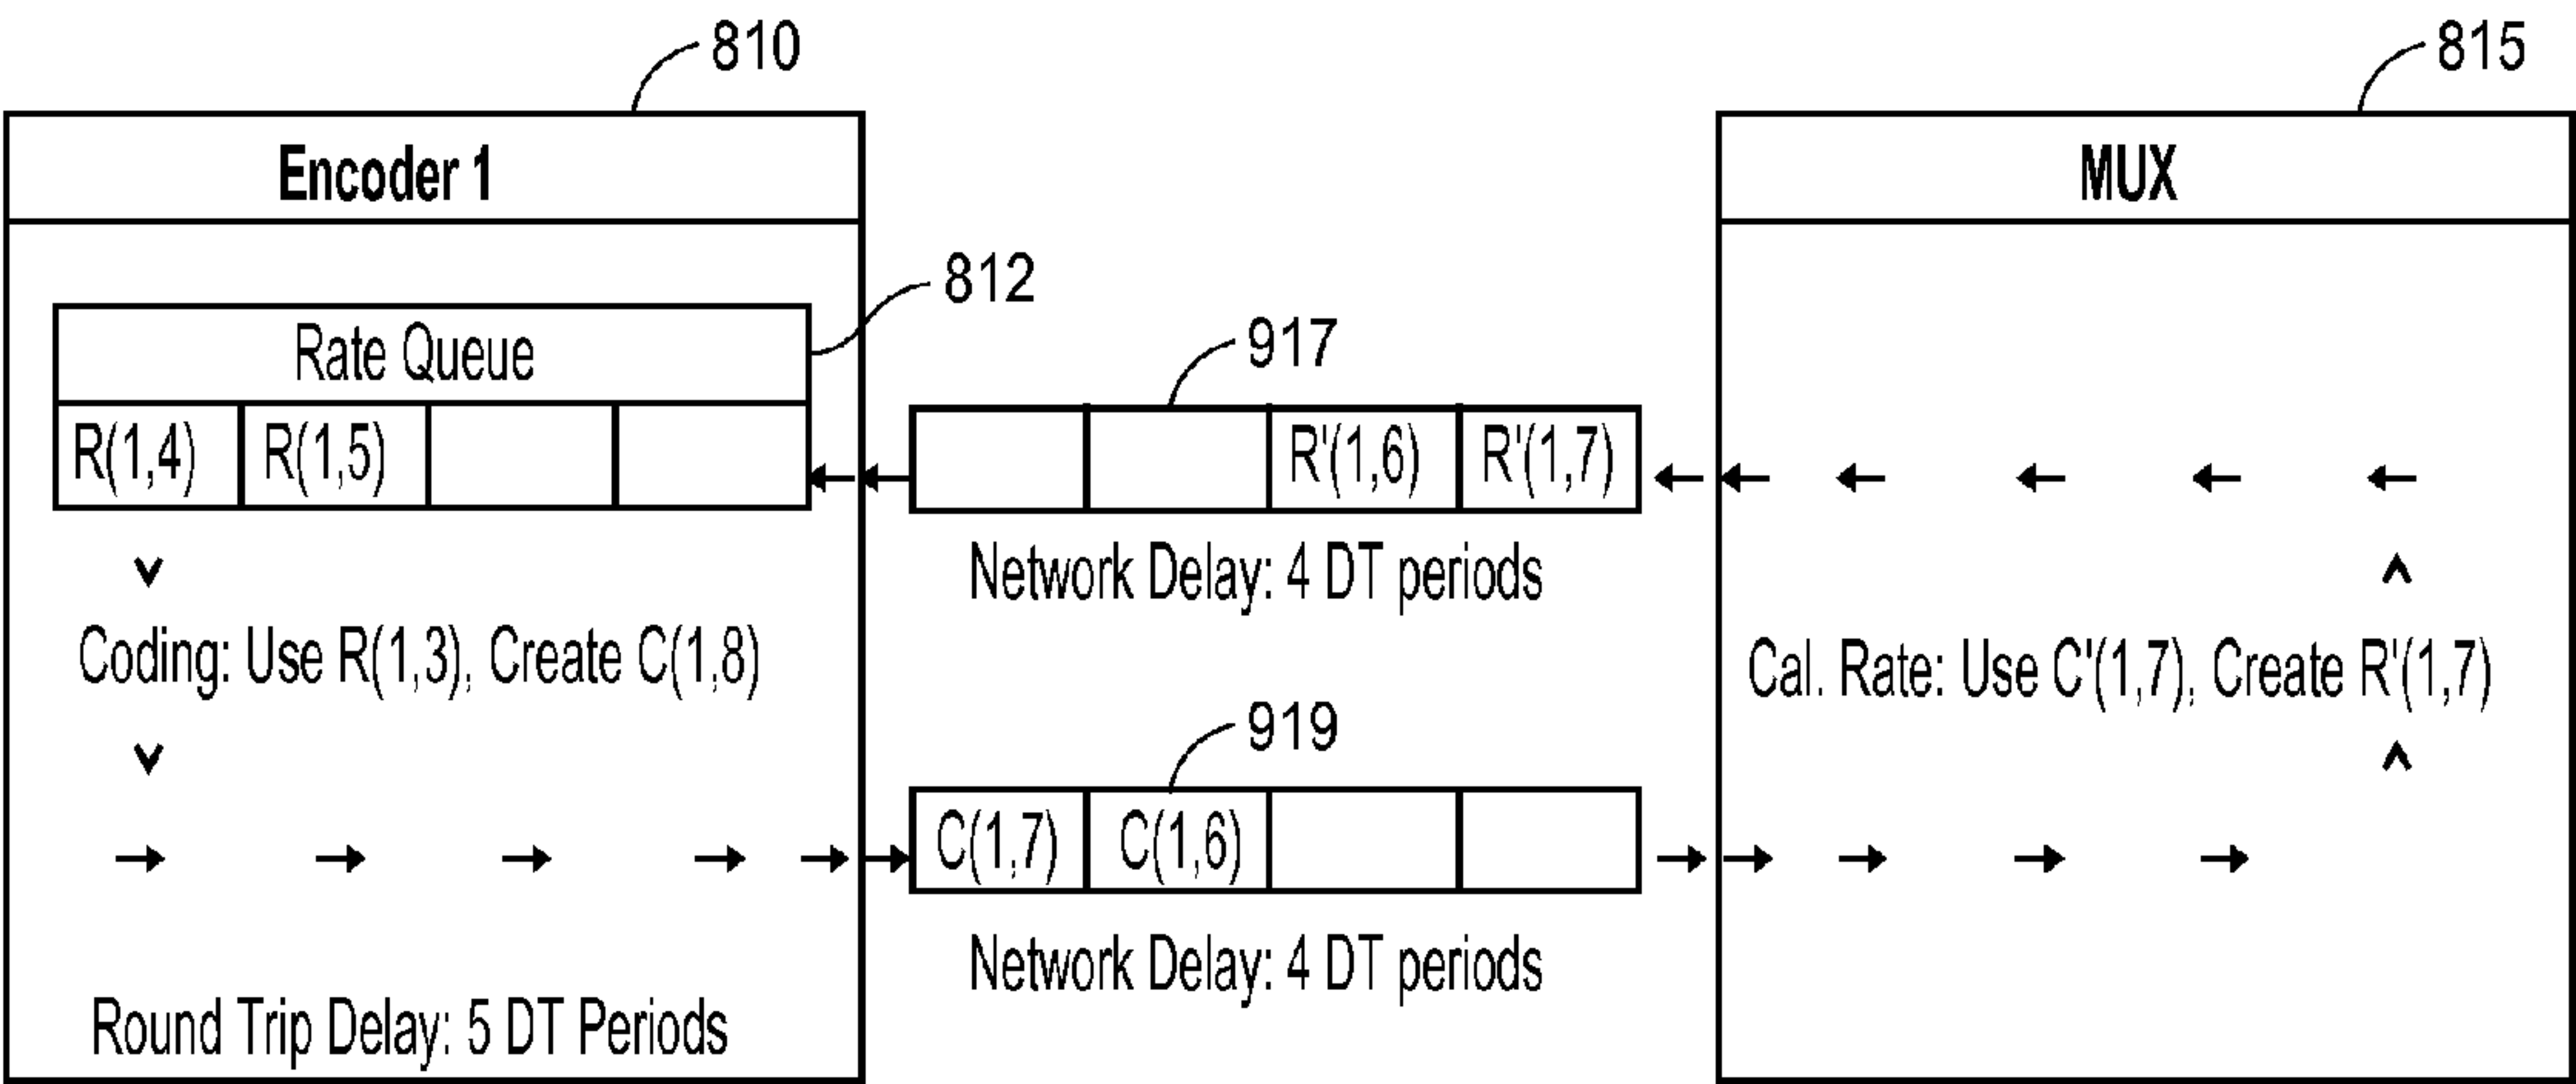 810
815
Encoder 1
MUX
812
Rate Queue
917
R(1,4) R(1,5)
R'(1,6) R'(1,7)
Network Delay: 4 DT periods
Coding: Use R(1,3), Create C(1,8)
Cal. Rate: Use C'(1,7), Create R'(1,7)
919
C(1,7) C(1,6)
Network Delay: 4 DT periods
Round Trip Delay: 5 DT Periods